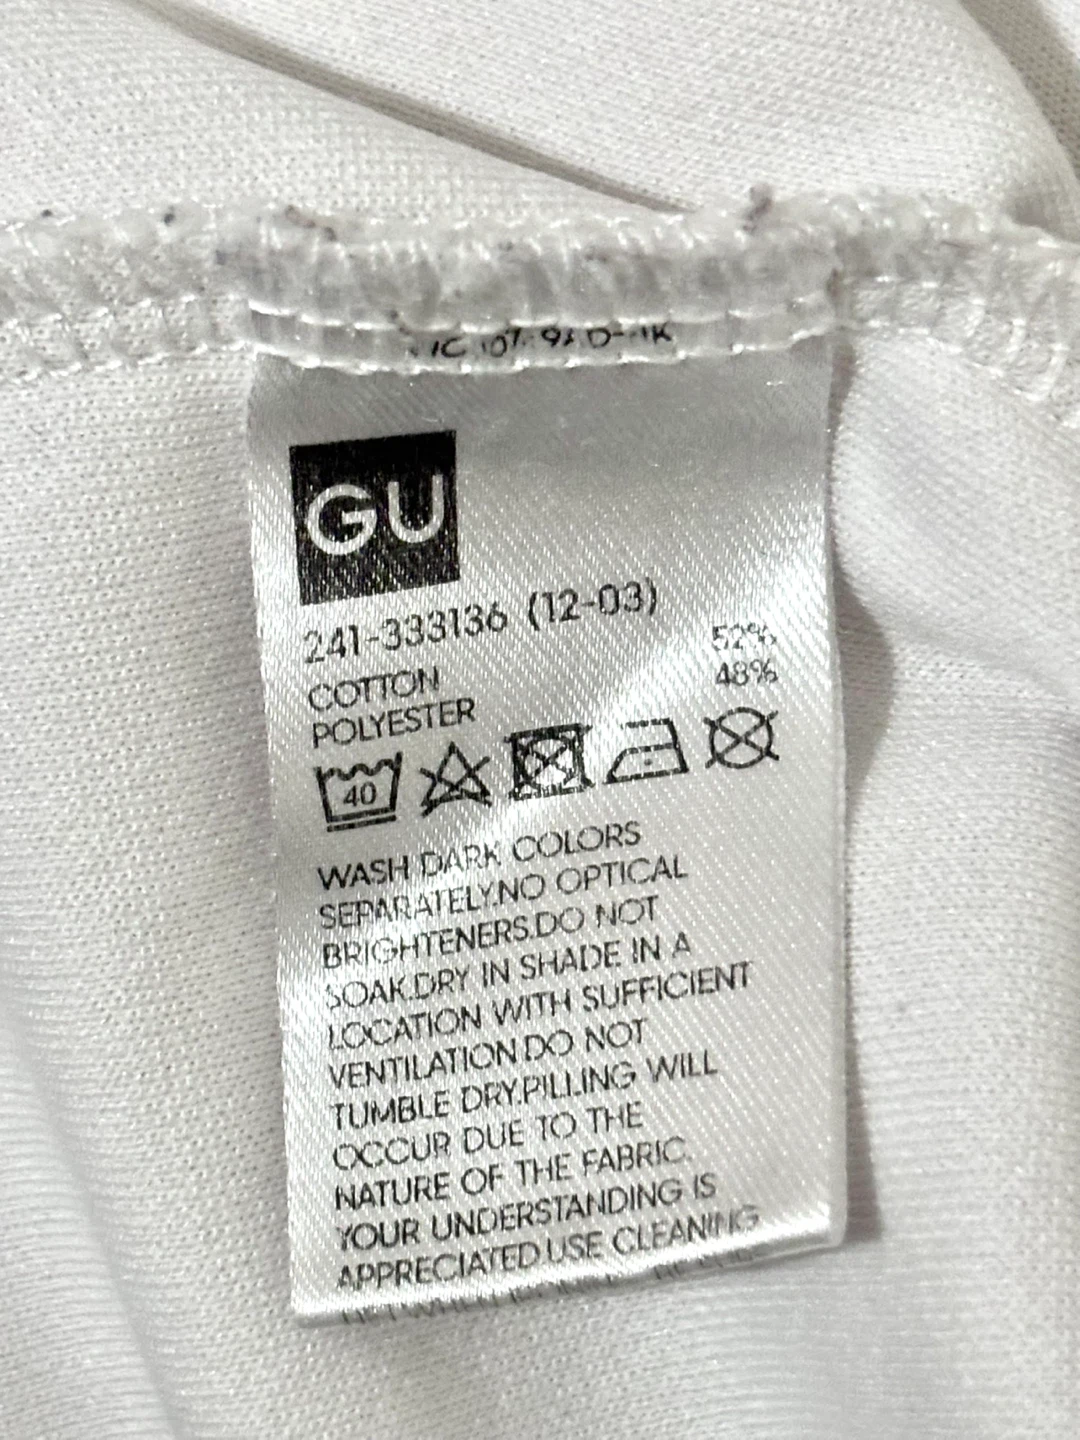 GU
241-333136 (12-03)
COTTON 52%
POLYESTER 48%
40
WASH DARK COLORS
SEPARATELY.NO OPTICAL
BRIGHTENERS.DO NOT
SOAK.DRY IN SHADE IN A
LOCATION WITH SUFFICIENT
VENTILATION.DO NOT
TUMBLE DRY.PILLING WILL
OCCUR DUE TO THE
NATURE OF THE FABRIC.
YOUR UNDERSTANDING IS
APPRECIATED.USE CLEANING